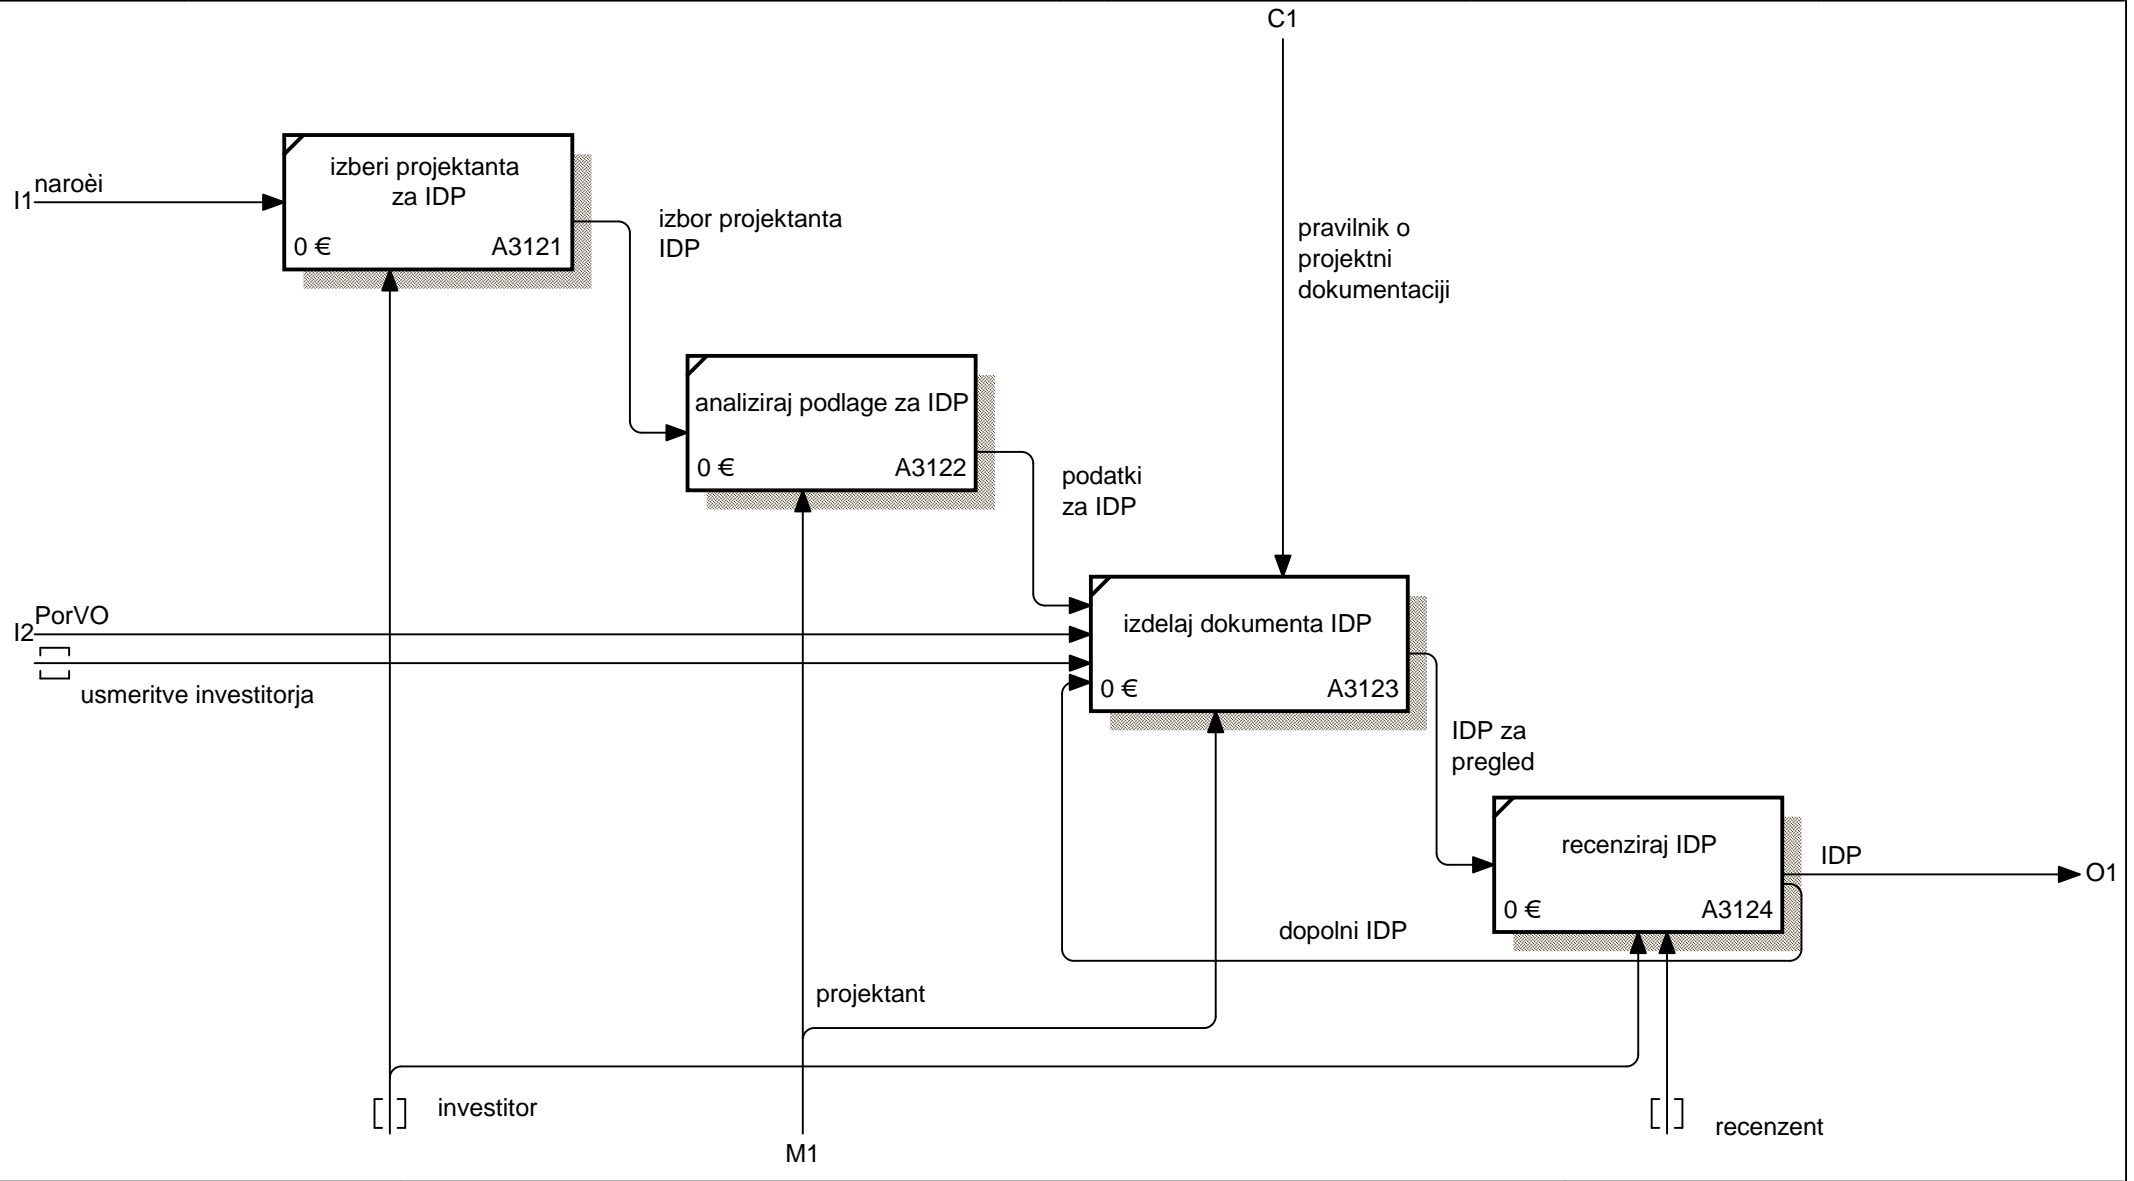 C1
izberi projektanta
za IDP
0 €
A3121
I1
naroèi
izbor projektanta
IDP
pravilnik o
projektni
dokumentaciji
analiziraj podlage za IDP
0 €
A3122
podatki
za IDP
I2
PorVO
usmeritve investitorja
izdelaj dokumenta IDP
0 €
A3123
IDP za
pregled
recenziraj IDP
0 €
A3124
IDP
O1
dopolni IDP
projektant
investitor
M1
recenzent